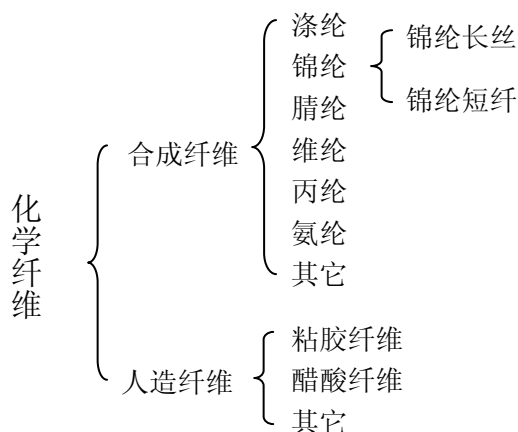 化学纤维
合成纤维
涤纶
锦纶
锦纶长丝
锦纶短纤
腈纶
维纶
丙纶
氨纶
其它
人造纤维
粘胶纤维
醋酸纤维
其它